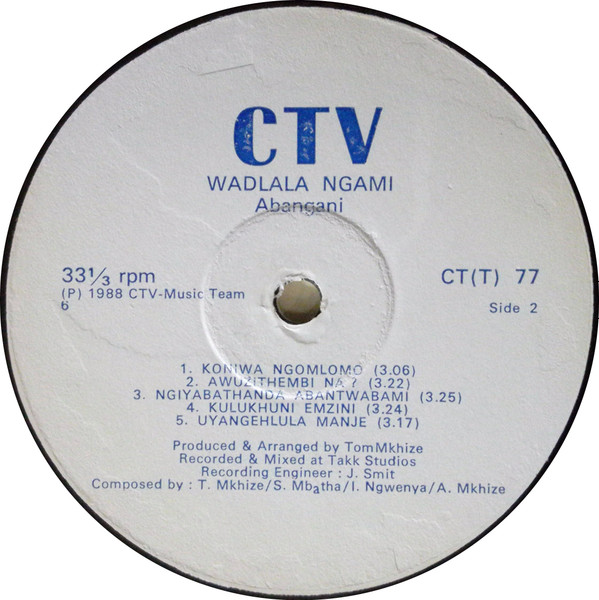 CTV
WADLALA NGAMI
Abangani
33⅓ rpm
(P) 1988 CTV-Music Team
6
CT(T) 77
Side 2
1. KONIWA NGOMLOMO (3.06)
2. AWUZITHEMBI NA? (3.22)
3. NGIYABATHANDA ABANTWABAMI (3.25)
4. KULUKHUNI EMZINI (3.24)
5. UYANGEHLULA MANJE (3.17)
Produced & Arranged by TomMkhize
Recorded & Mixed at Takk Studios
Recording Engineer : J. Smit
Composed by : T. Mkhize/S. Mbatha/I. Ngwenya/A. Mkhize